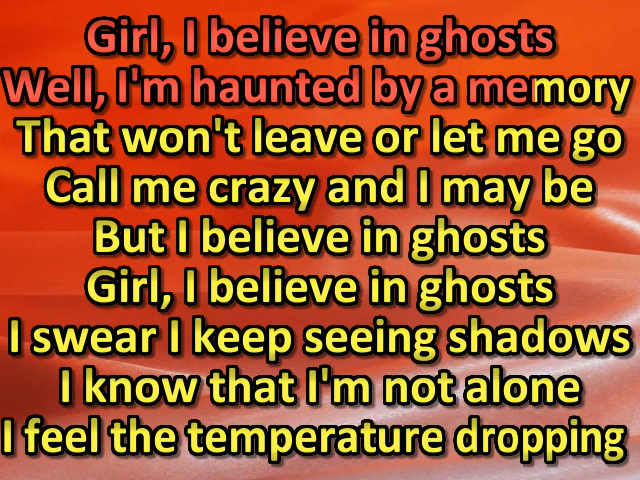 Girl, I believe in ghosts
Well, I'm haunted by a memory
That won't leave or let me go
Call me crazy and I may be
But I believe in ghosts
Girl, I believe in ghosts
I swear I keep seeing shadows
I know that I'm not alone
I feel the temperature dropping